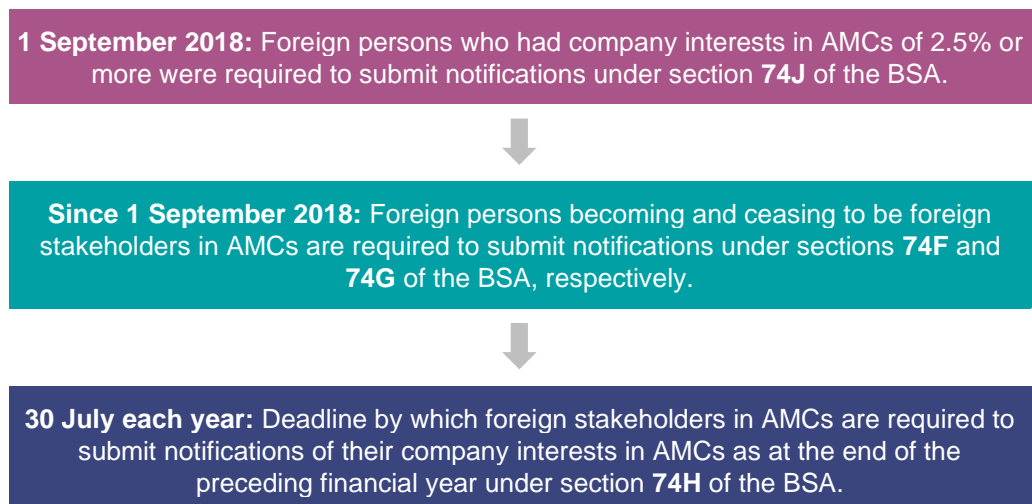 1 September 2018: Foreign persons who had company interests in AMCs of 2.5% or
more were required to submit notifications under section 74J of the BSA.
Since 1 September 2018: Foreign persons becoming and ceasing to be foreign
stakeholders in AMCs are required to submit notifications under sections 74F and
74G of the BSA, respectively.
30 July each year: Deadline by which foreign stakeholders in AMCs are required to
submit notifications of their company interests in AMCs as at the end of the
preceding financial year under section 74H of the BSA.